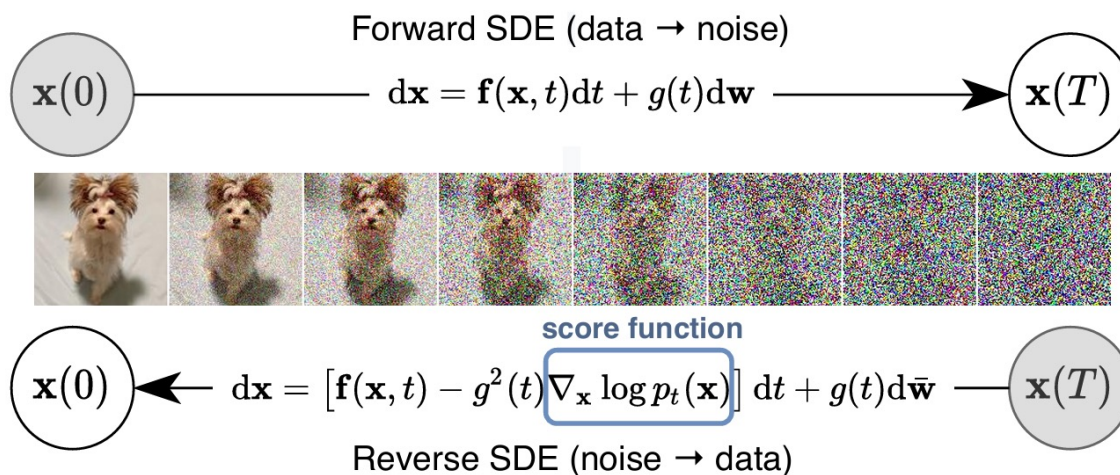 Forward SDE (data → noise)
x(0) dx = f(x, t)dt + g(t)dw x(T)
score function
x(0) dx = [f(x, t) − g²(t)∇ₓ log pₜ(x)] dt + g(t)dw̄ x(T)
Reverse SDE (noise → data)